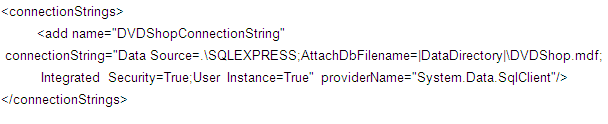 <connectionStrings>
<add name="DVDShopConnectionString"
connectionString="Data Source=.\SQLEXPRESS;AttachDbFilename=|DataDirectory|\DVDShop.mdf;
Integrated Security=True;User Instance=True" providerName="System.Data.SqlClient"/>
</connectionStrings>